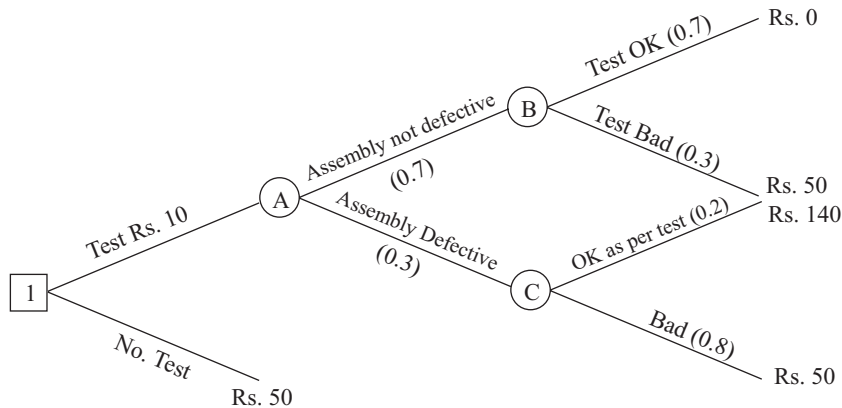 Rs. 0
Test OK (0.7)
B
Test Bad (0.3)
Assembly not defective
(0.7)
Rs. 50
Rs. 140
A
Assembly Defective
(0.3)
OK as per test (0.2)
Test Rs. 10
C
1
Bad (0.8)
No. Test
Rs. 50
Rs. 50